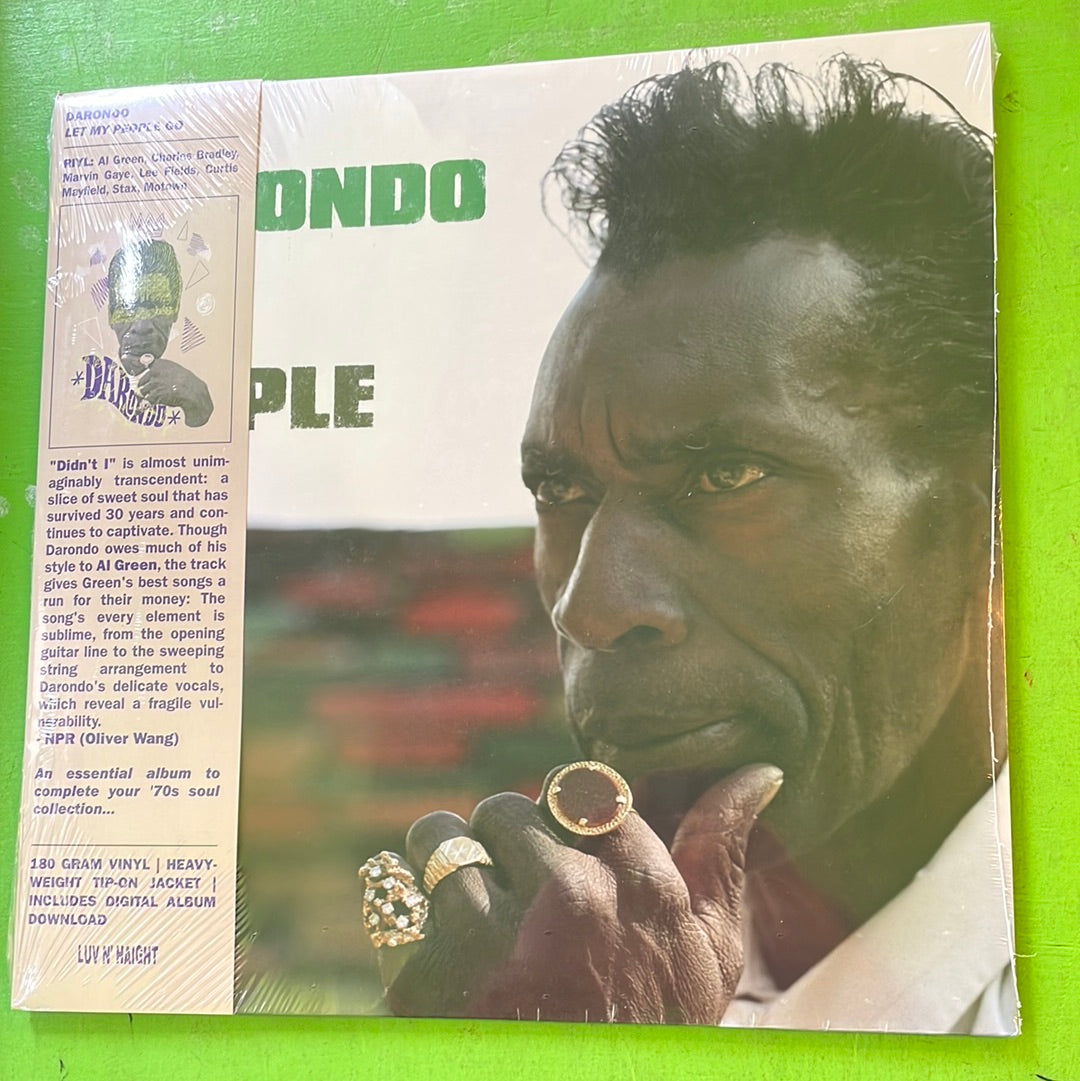 DARONDO
LET MY PEOPLE GO
RIYL: Al Green, Charles Bradley,
Marvin Gaye, Lee Fields, Curtis
Mayfield, Stax, Motown
*DARONDO*
"Didn't I" is almost unim-
aginably transcendent: a
slice of sweet soul that has
survived 30 years and con-
tinues to captivate. Though
Darondo owes much of his
style to Al Green, the track
gives Green's best songs a
run for their money: The
song's every element is
sublime, from the opening
guitar line to the sweeping
string arrangement to
Darondo's delicate vocals,
which reveal a fragile vul-
nerability.
- NPR (Oliver Wang)
An essential album to
complete your '70s soul
collection...
180 GRAM VINYL | HEAVY-
WEIGHT TIP-ON JACKET |
INCLUDES DIGITAL ALBUM
DOWNLOAD
LUV N' HAIGHT
ONDO
PLE